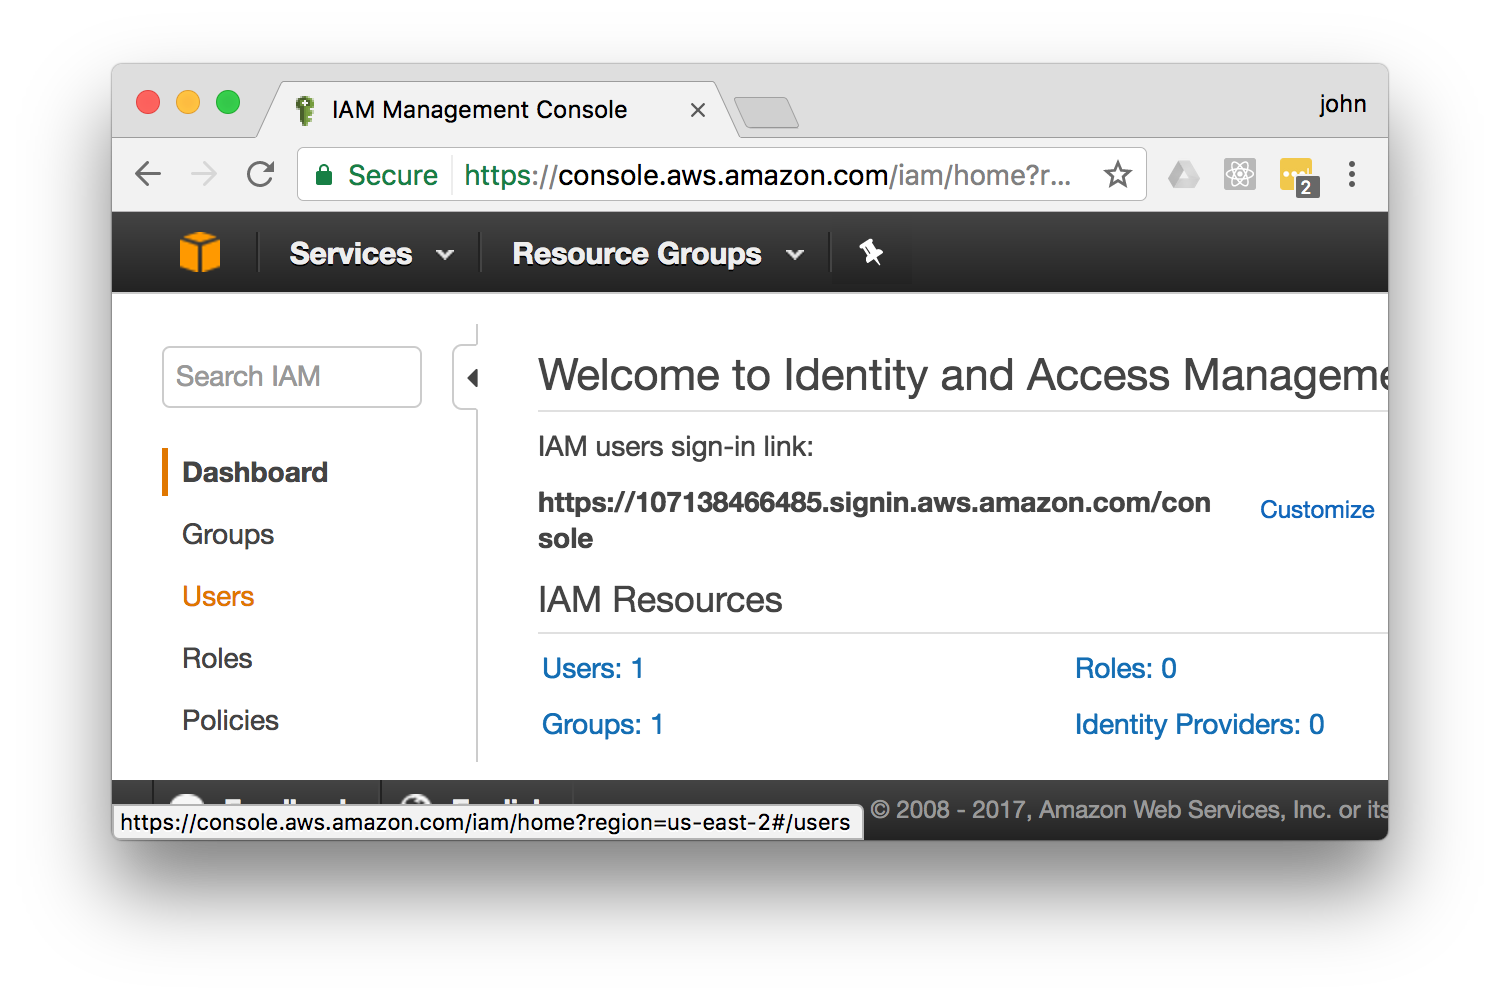 IAM Management Console
john
Secure https://console.aws.amazon.com/iam/home?r...
2
Services Resource Groups
Search IAM
Dashboard
Groups
Users
Roles
Policies
Welcome to Identity and Access Manageme
IAM users sign-in link:
https://107138466485.signin.aws.amazon.com/con
sole
Customize
IAM Resources
Users: 1
Roles: 0
Groups: 1
Identity Providers: 0
© 2008 - 2017, Amazon Web Services, Inc. or its
https://console.aws.amazon.com/iam/home?region=us-east-2#/users